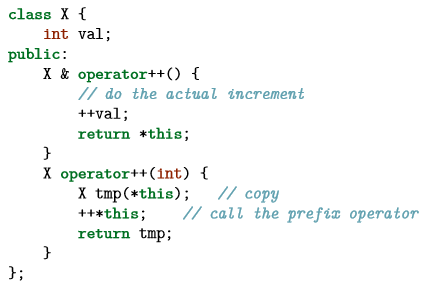 class X {
    int val;
public:
    X & operator++() {
        // do the actual increment
        ++val;
        return *this;
    }
    X operator++(int) {
        X tmp(*this);   // copy
        ++*this;    // call the prefix operator
        return tmp;
    }
};